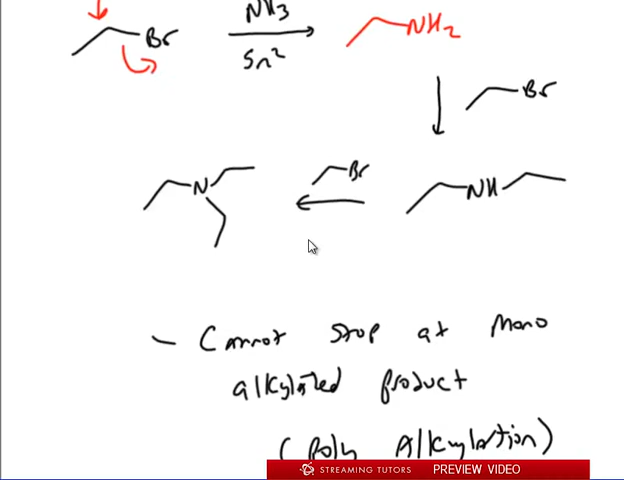 NH3
Br
NH2
Sn2
Br
Br
N
NH
- Cannot stop at Mono
alkylated product
(Poly Alkylation)
STREAMING TUTORS PREVIEW VIDEO